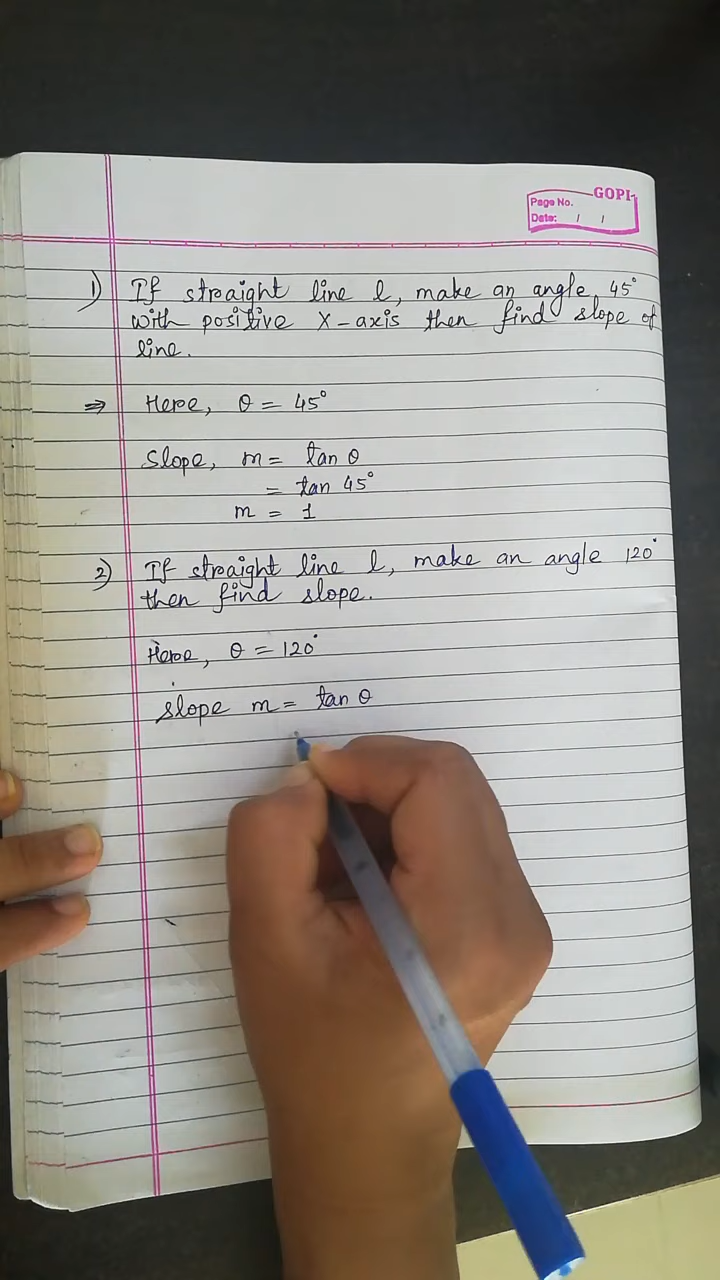 GOPI
Page No.
Date: / /
1) If straight line l, make an angle 45°
with positive X-axis then find slope of
line.
⇒ Here, θ = 45°
Slope, m = tan θ
= tan 45°
m = 1
2) If straight line l, make an angle 120°
then find slope.
Here, θ = 120°
slope m = tan θ